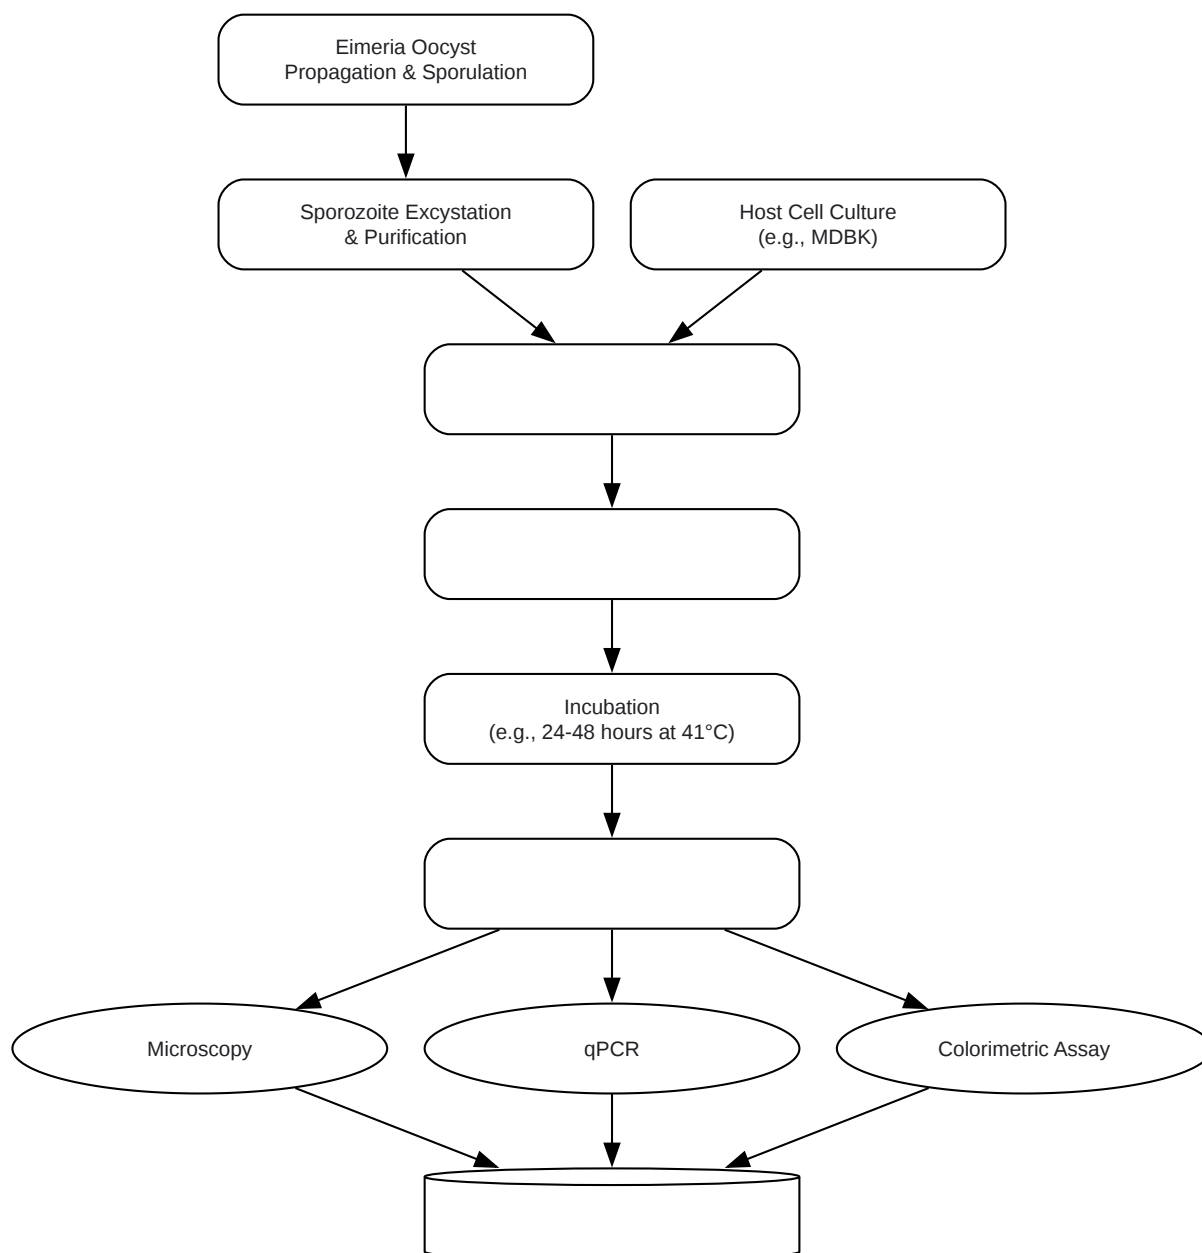 Eimeria Oocyst
Propagation & Sporulation
Sporozoite Excystation
& Purification
Host Cell Culture
(e.g., MDBK)
Incubation
(e.g., 24-48 hours at 41°C)
Microscopy
qPCR
Colorimetric Assay